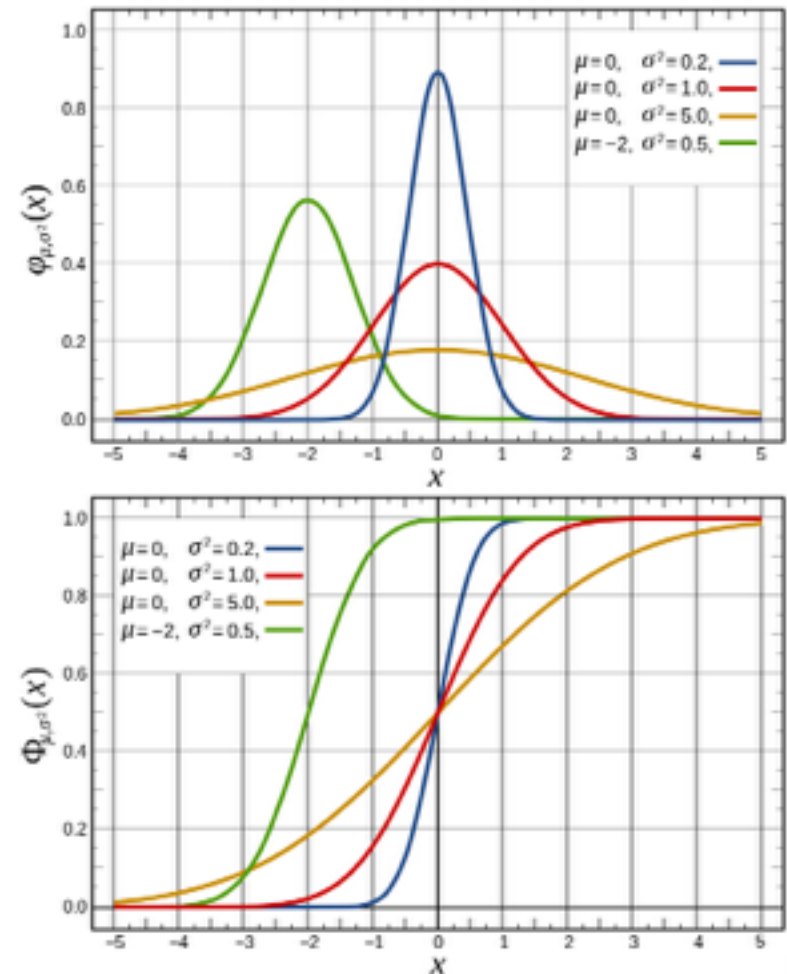 1.0
μ=0, σ²=0.2,
μ=0, σ²=1.0,
0.8
μ=0, σ²=5.0,
μ=−2, σ²=0.5,
0.6
φμ,σ²(x)
0.4
0.2
0.0
−5 −4 −3 −2 −1 0 1 2 3 4 5
x
1.0
μ=0, σ²=0.2,
μ=0, σ²=1.0,
0.8
μ=0, σ²=5.0,
μ=−2, σ²=0.5,
0.6
Φμ,σ²(x)
0.4
0.2
0.0
−5 −4 −3 −2 −1 0 1 2 3 4 5
x